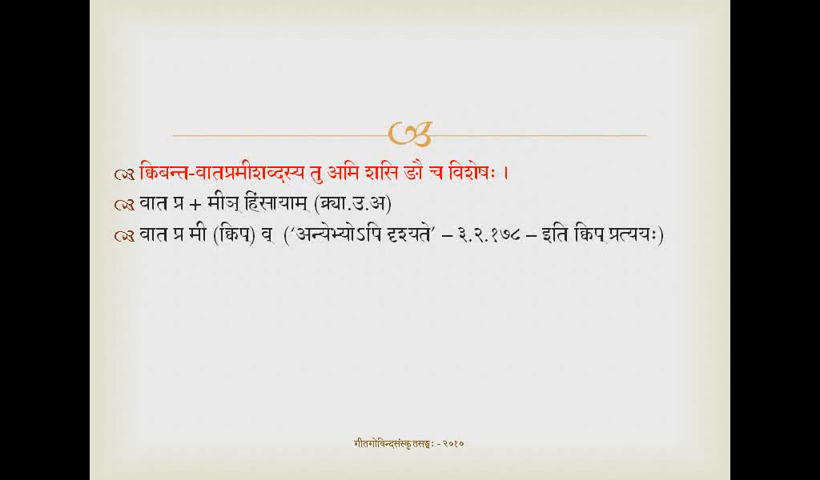 क्विबन्त-वातप्रमीशब्दस्य तु अमि शसि ङौ च विशेषः ।
वात प्र + मीञ् हिंसायाम् (क्र्या.उ.अ)
वात प्र मी (क्विप्) व् ('अन्येभ्योऽपि दृश्यते' – ३.२.१७८ – इति क्विप् प्रत्ययः)
गीतगोविन्दसंस्कृतसङ्घः - २०१०